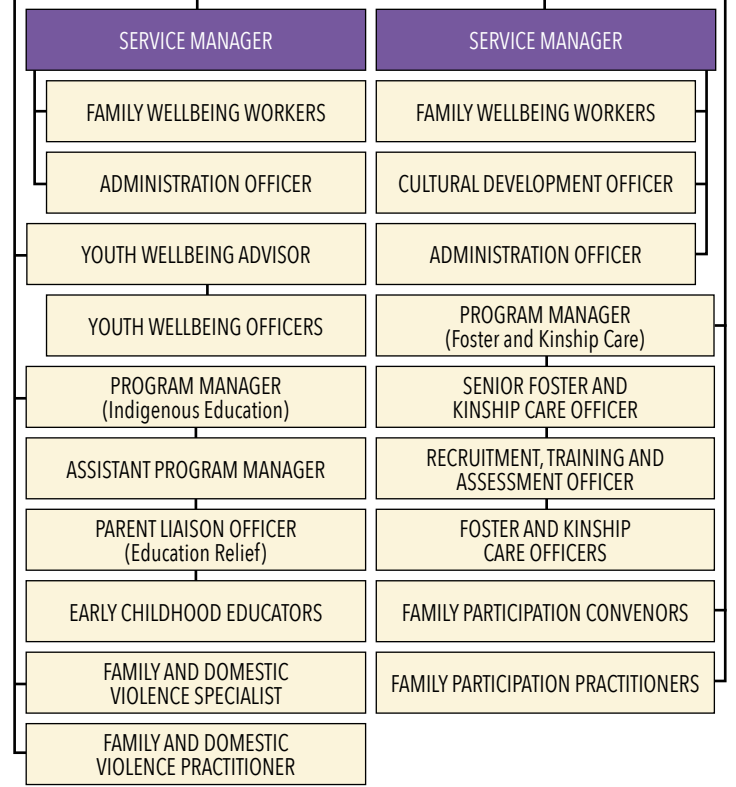 SERVICE MANAGER
FAMILY WELLBEING WORKERS
ADMINISTRATION OFFICER
YOUTH WELLBEING ADVISOR
YOUTH WELLBEING OFFICERS
PROGRAM MANAGER
(Indigenous Education)
ASSISTANT PROGRAM MANAGER
PARENT LIAISON OFFICER
(Education Relief)
EARLY CHILDHOOD EDUCATORS
FAMILY AND DOMESTIC
VIOLENCE SPECIALIST
FAMILY AND DOMESTIC
VIOLENCE PRACTITIONER
SERVICE MANAGER
FAMILY WELLBEING WORKERS
CULTURAL DEVELOPMENT OFFICER
ADMINISTRATION OFFICER
PROGRAM MANAGER
(Foster and Kinship Care)
SENIOR FOSTER AND
KINSHIP CARE OFFICER
RECRUITMENT, TRAINING AND
ASSESSMENT OFFICER
FOSTER AND KINSHIP
CARE OFFICERS
FAMILY PARTICIPATION CONVENORS
FAMILY PARTICIPATION PRACTITIONERS